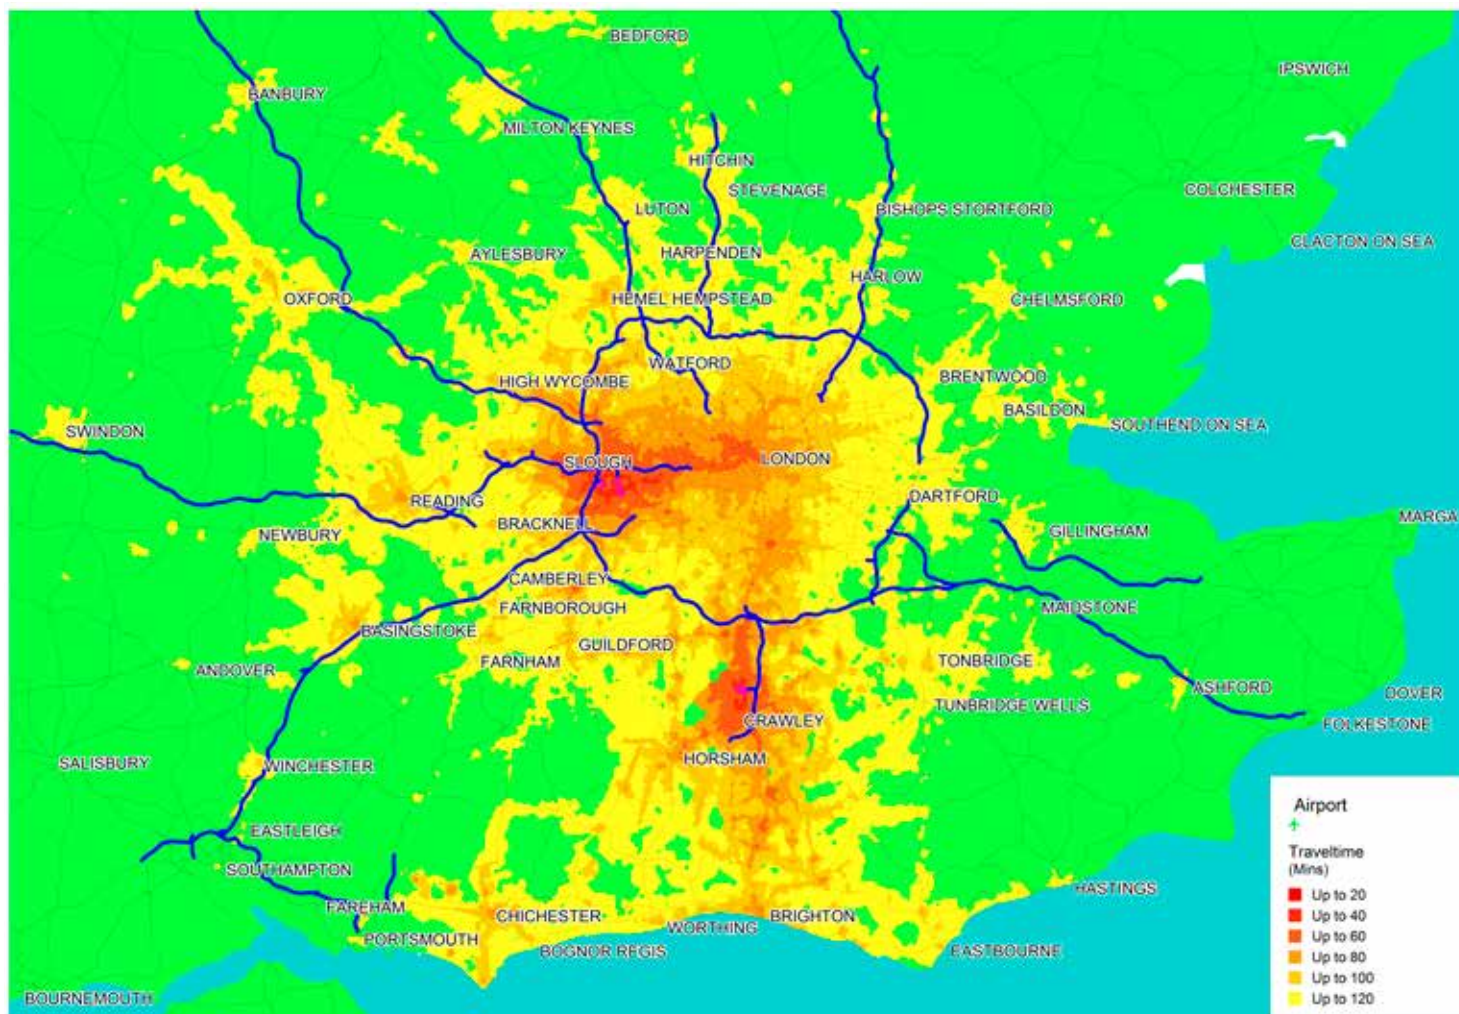 BEDFORD
IPSWICH
BANBURY
MILTON KEYNES
HITCHIN
STEVENAGE
COLCHESTER
LUTON
BISHOPS STORTFORD
CLACTON ON SEA
AYLESBURY
HARPENDEN
HARLOW
OXFORD
HEMEL HEMPSTEAD
CHELMSFORD
WATFORD
HIGH WYCOMBE
BRENTWOOD
BASILDON
SOUTHEND ON SEA
SWINDON
SLOUGH
LONDON
READING
DARTFORD
MARGA
BRACKNELL
GILLINGHAM
NEWBURY
CAMBERLEY
FARNBOROUGH
MAIDSTONE
BASINGSTOKE
GUILDFORD
ANDOVER
FARNHAM
TONBRIDGE
ASHFORD
DOVER
TUNBRIDGE WELLS
CRAWLEY
FOLKESTONE
SALISBURY
WINCHESTER
HORSHAM
EASTLEIGH
SOUTHAMPTON
HASTINGS
FAREHAM
CHICHESTER
BRIGHTON
WORTHING
PORTSMOUTH
BOGNOR REGIS
EASTBOURNE
BOURNEMOUTH
Airport
Traveltime
(Mins)
Up to 20
Up to 40
Up to 60
Up to 80
Up to 100
Up to 120